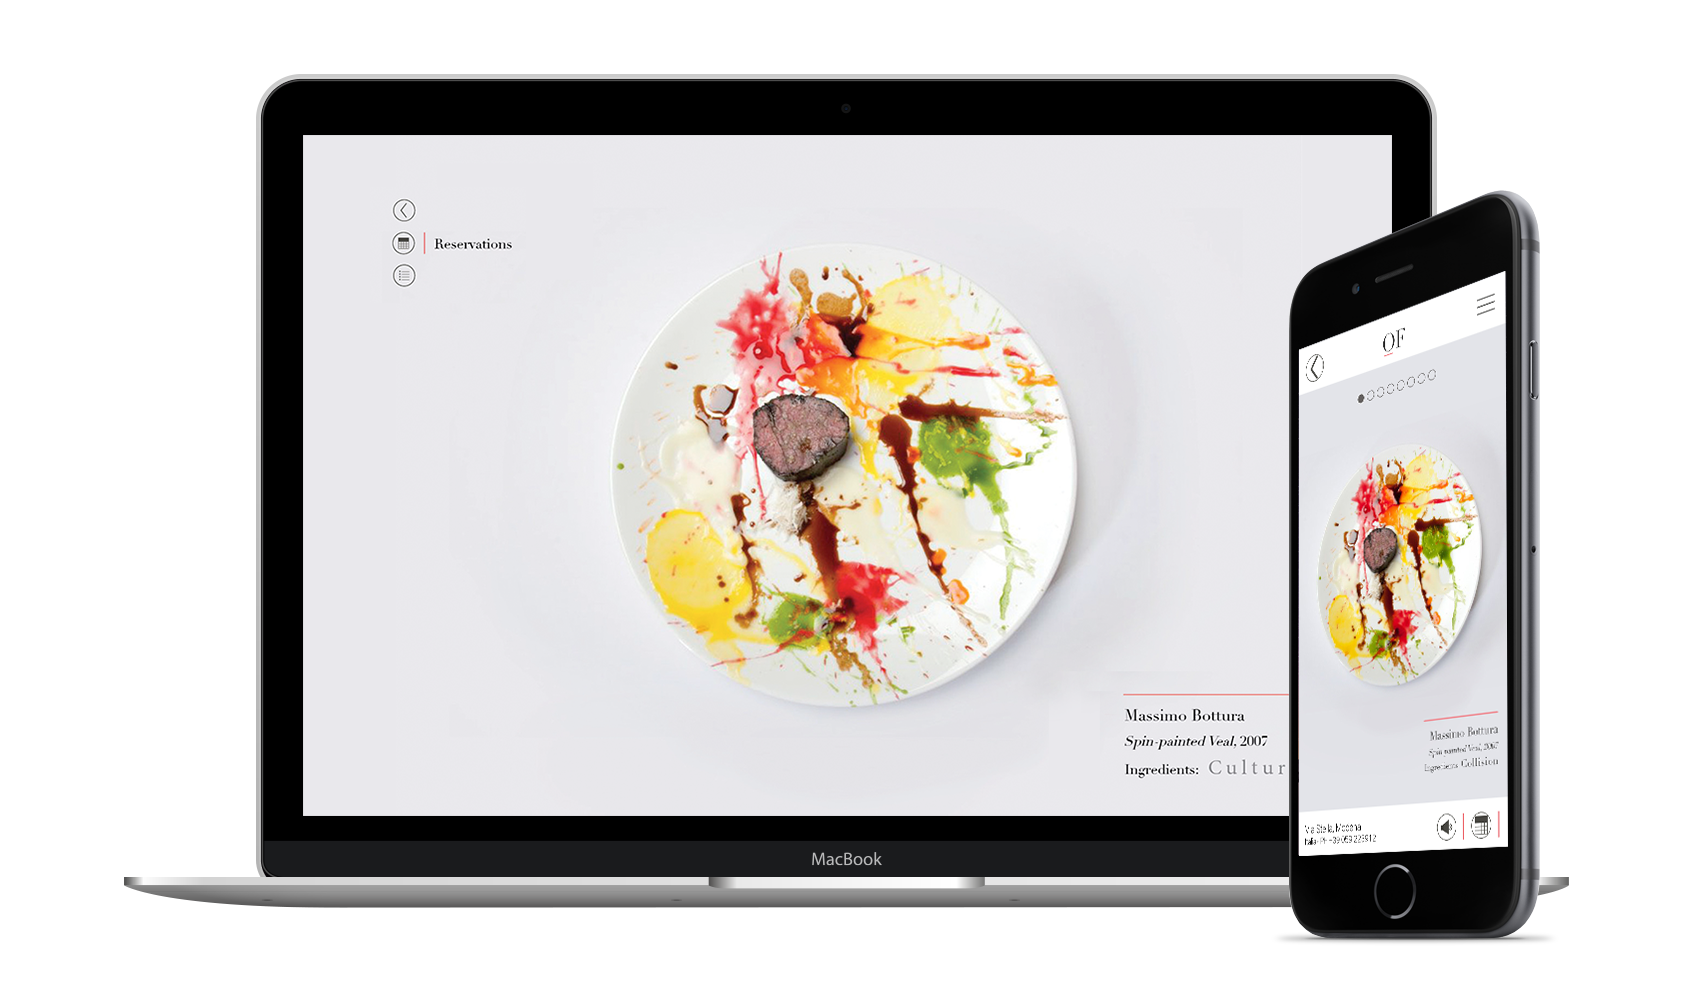 Reservations
Massimo Bottura
Spin-painted Veal, 2007
Ingredients: Cultur
MacBook
OF
Massimo Bottura
Spin-painted Veal, 2007
Ingredients Collision
Via Stella, Modena
Italia - PH +39 059 223912